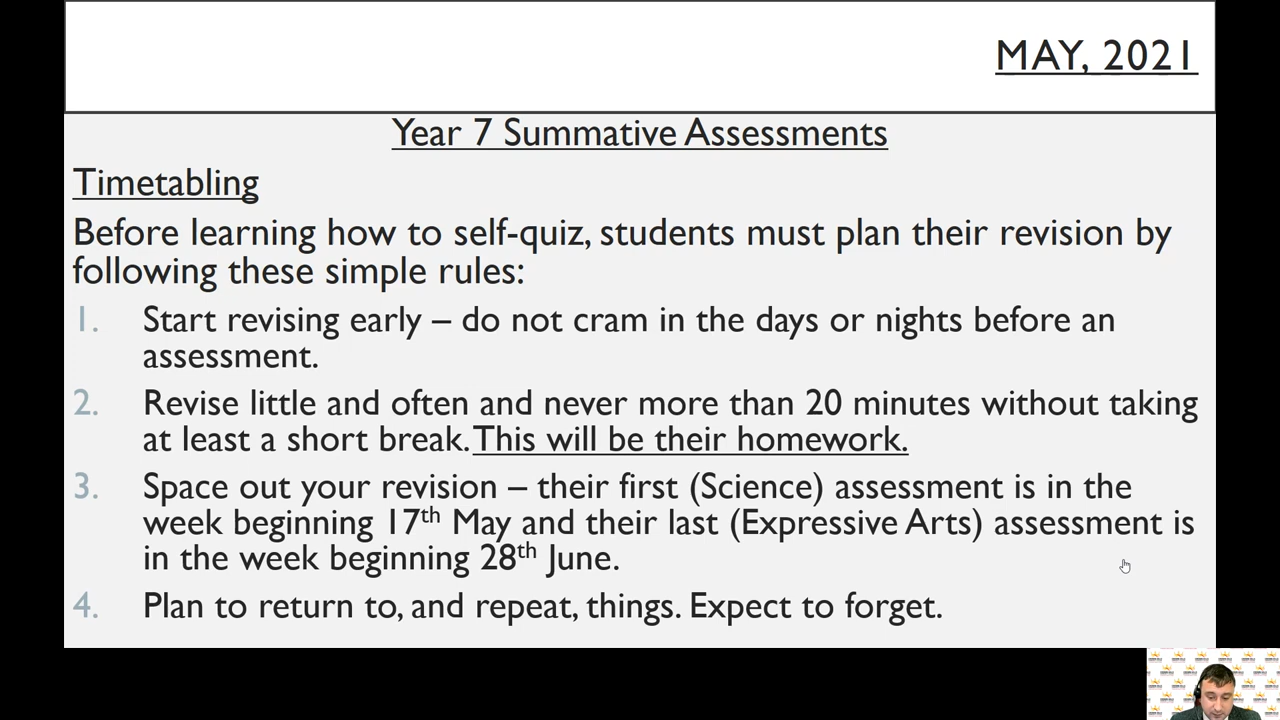 MAY, 2021
Year 7 Summative Assessments
Timetabling
Before learning how to self-quiz, students must plan their revision by
following these simple rules:
1. Start revising early – do not cram in the days or nights before an
assessment.
2. Revise little and often and never more than 20 minutes without taking
at least a short break. This will be their homework.
3. Space out your revision – their first (Science) assessment is in the
week beginning 17th May and their last (Expressive Arts) assessment is
in the week beginning 28th June.
4. Plan to return to, and repeat, things. Expect to forget.